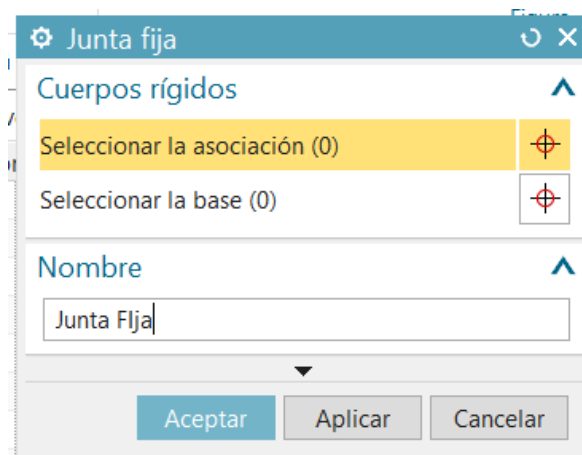 Junta fija
Cuerpos rígidos
Seleccionar la asociación (0)
Seleccionar la base (0)
Nombre
Junta FIja
Aceptar
Aplicar
Cancelar